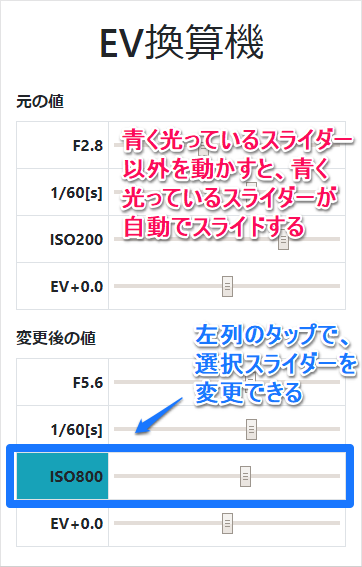 EV換算機
元の値
F2.8
1/60[s]
ISO200
EV+0.0
青く光っているスライダー
以外を動かすと、青く
光っているスライダーが
自動でスライドする
変更後の値
左列のタップで、
選択スライダーを
変更できる
F5.6
1/60[s]
ISO800
EV+0.0